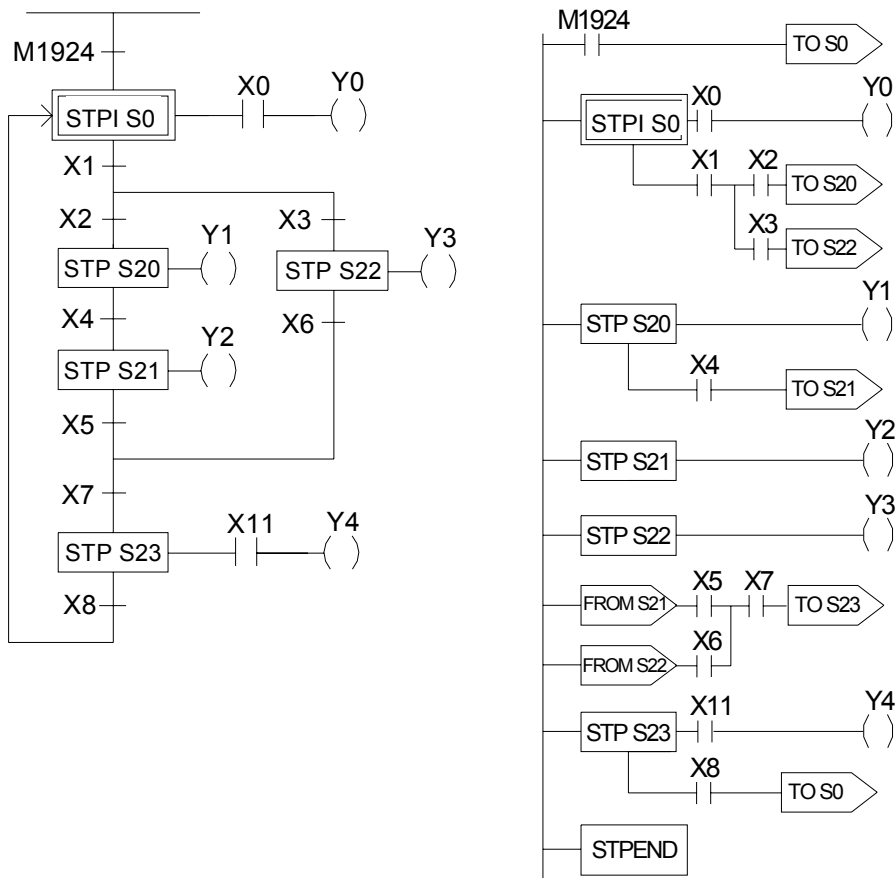 M1924
STPI S0
X0
Y0
X1
X2
X3
STP S20
Y1
STP S22
Y3
X4
X6
STP S21
Y2
X5
X7
STP S23
X11
Y4
X8
M1924
TO S0
STPI S0
X0
Y0
X1
X2
TO S20
X3
TO S22
STP S20
Y1
X4
TO S21
STP S21
Y2
STP S22
Y3
FROM S21
X5
X7
TO S23
FROM S22
X6
STP S23
X11
Y4
X8
TO S0
STPEND